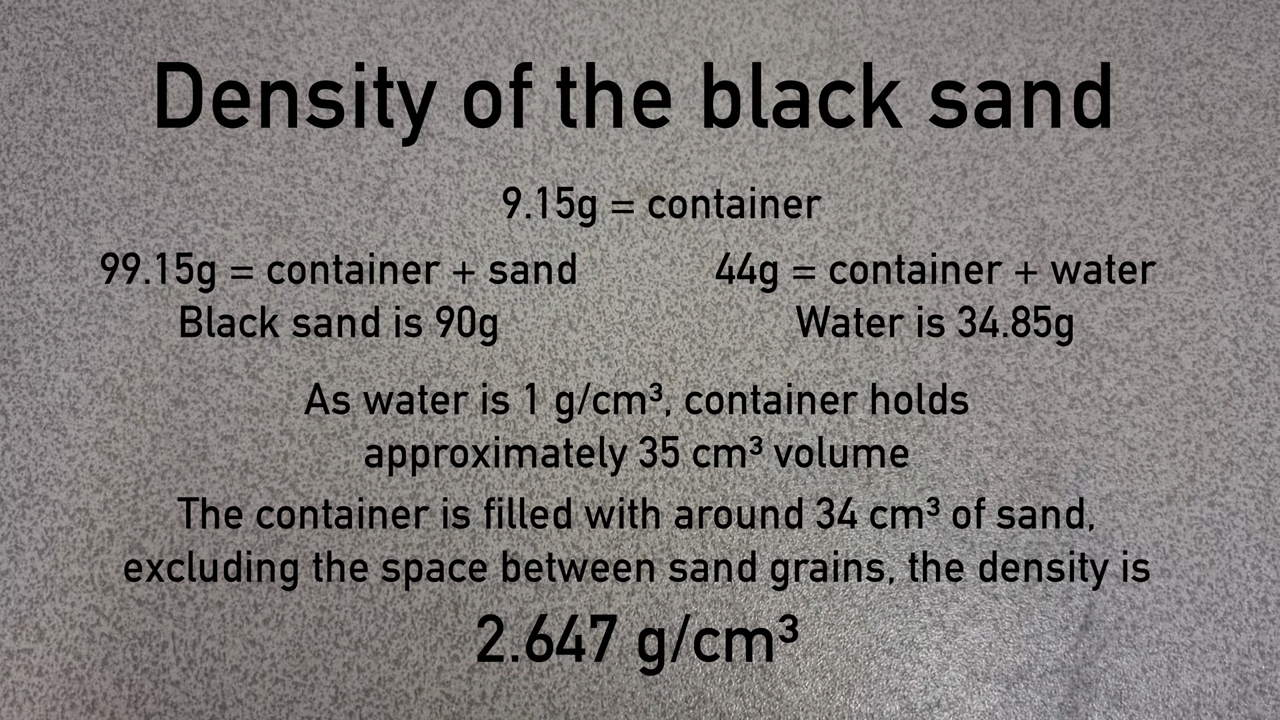 Density of the black sand
9.15g = container
99.15g = container + sand
Black sand is 90g
44g = container + water
Water is 34.85g
As water is 1 g/cm³, container holds
approximately 35 cm³ volume
The container is filled with around 34 cm³ of sand,
excluding the space between sand grains, the density is
2.647 g/cm³